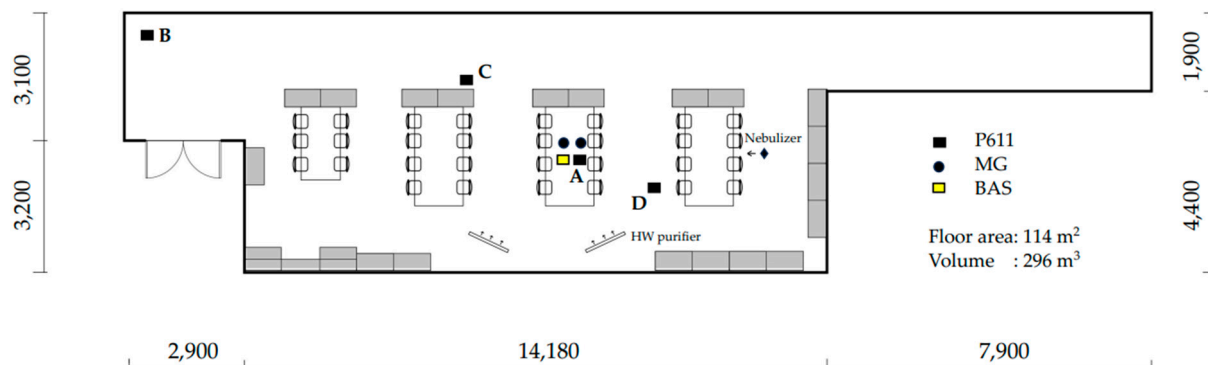 B
C
3,100
1,900
Nebulizer
P611
MG
A
BAS
D
3,200
4,400
HW purifier
Floor area: 114 m²
Volume : 296 m³
2,900
14,180
7,900